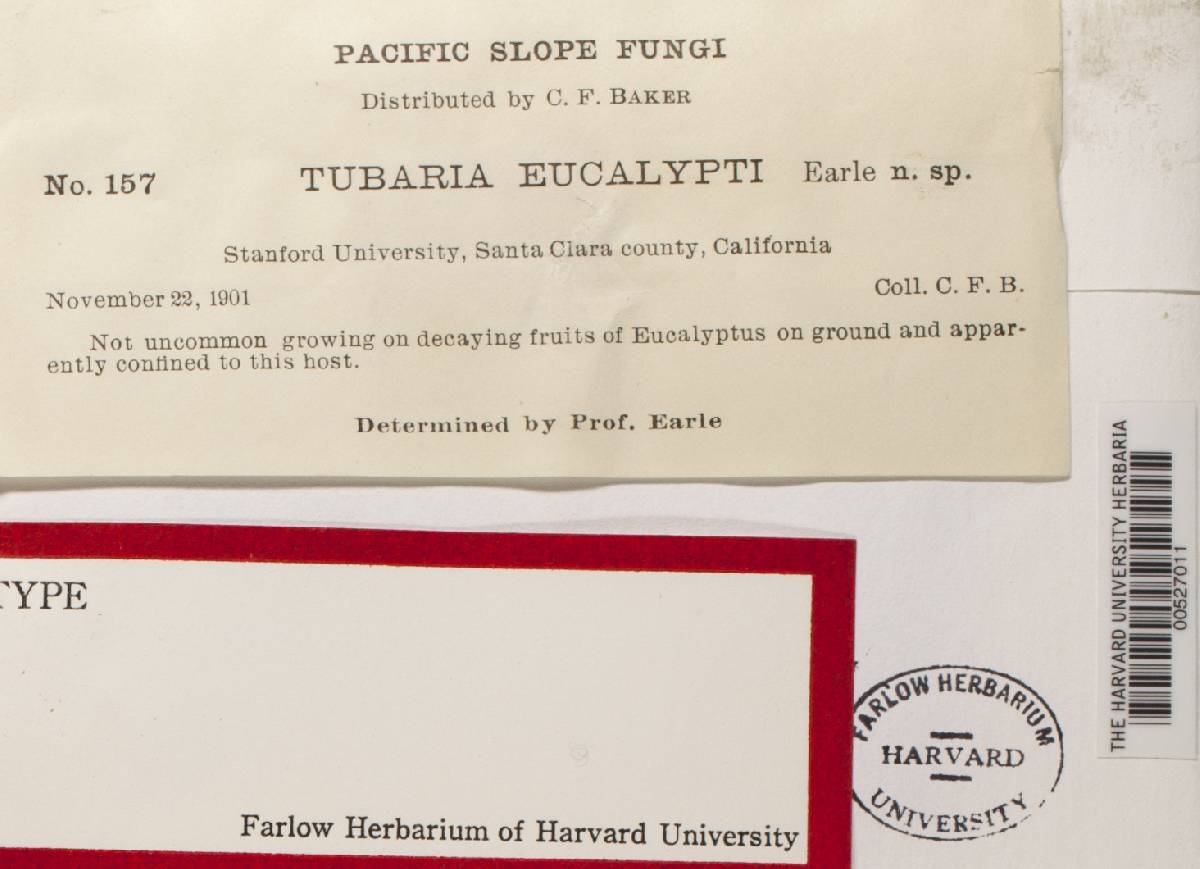 PACIFIC SLOPE FUNGI
Distributed by C. F. BAKER
No. 157 TUBARIA EUCALYPTI Earle n. sp.
Stanford University, Santa Clara county, California
November 22, 1901 Coll. C. F. B.
Not uncommon growing on decaying fruits of Eucalyptus on ground and appar-
ently confined to this host.
Determined by Prof. Earle
TYPE
Farlow Herbarium of Harvard University
FARLOW HERBARIUM
HARVARD
UNIVERSITY
THE HARVARD UNIVERSITY HERBARIA
00527011